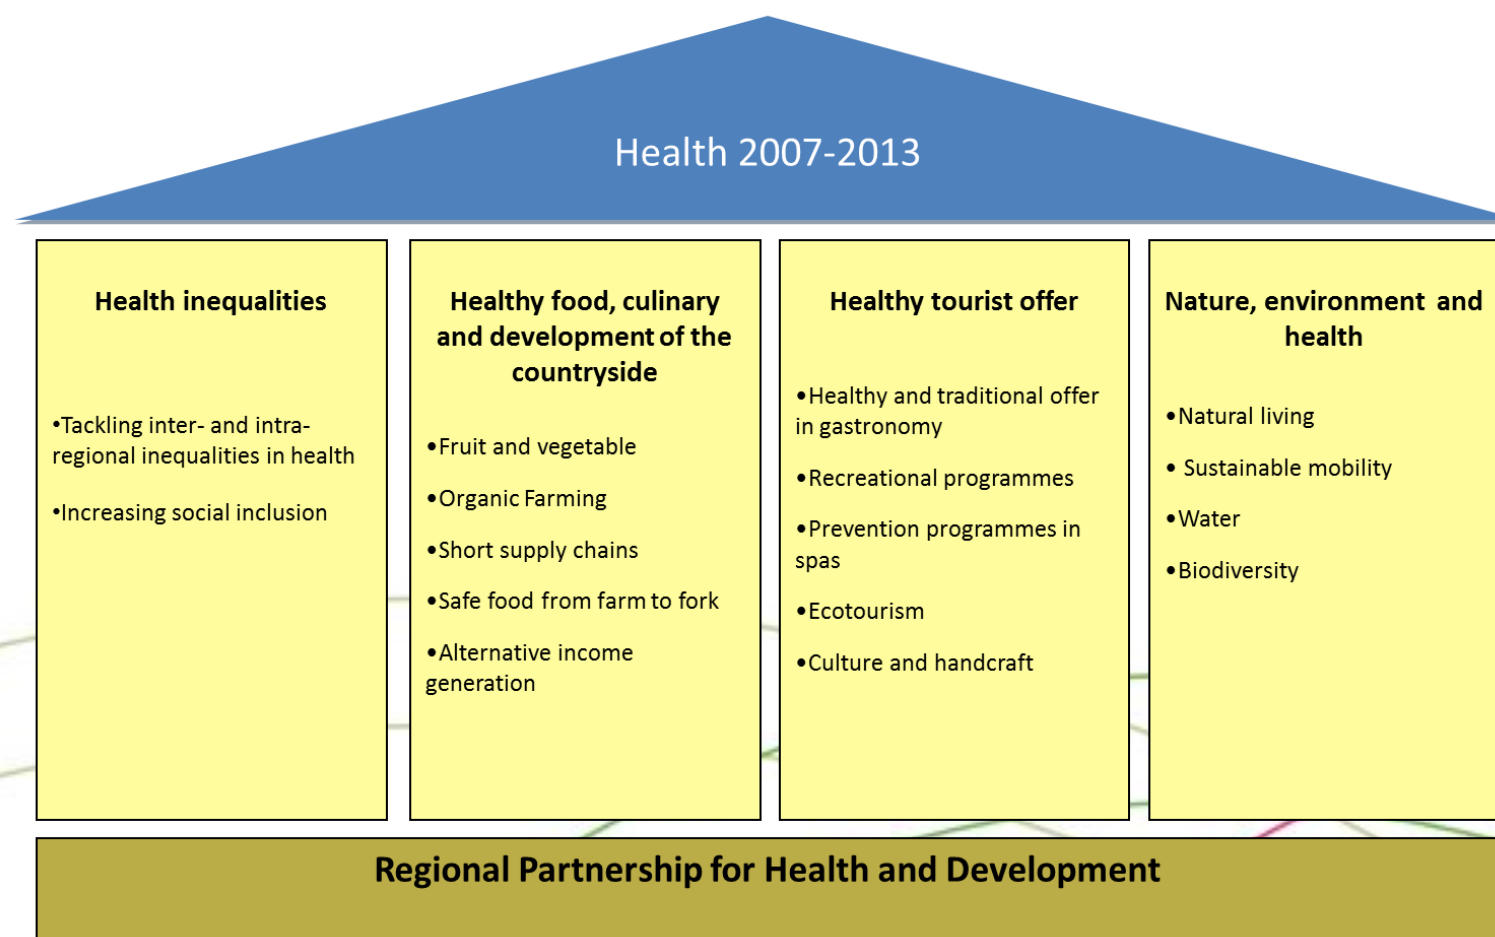 Health 2007-2013
Health inequalities
•Tackling inter- and intra-
regional inequalities in health
•Increasing social inclusion
Healthy food, culinary
and development of the
countryside
•Fruit and vegetable
•Organic Farming
•Short supply chains
•Safe food from farm to fork
•Alternative income
generation
Healthy tourist offer
•Healthy and traditional offer
in gastronomy
•Recreational programmes
•Prevention programmes in
spas
•Ecotourism
•Culture and handcraft
Nature, environment and
health
•Natural living
• Sustainable mobility
•Water
•Biodiversity
Regional Partnership for Health and Development